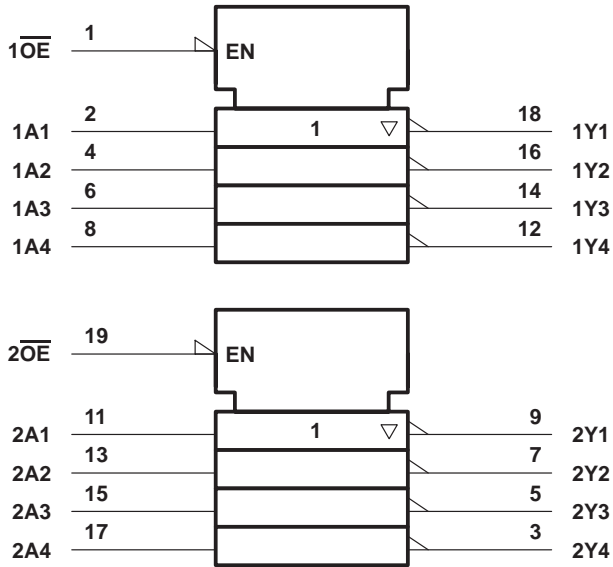 1O̅E̅ 1 EN
1A1 2 1 ▽ 18 1Y1
1A2 4 16 1Y2
1A3 6 14 1Y3
1A4 8 12 1Y4
2O̅E̅ 19 EN
2A1 11 1 ▽ 9 2Y1
2A2 13 7 2Y2
2A3 15 5 2Y3
2A4 17 3 2Y4